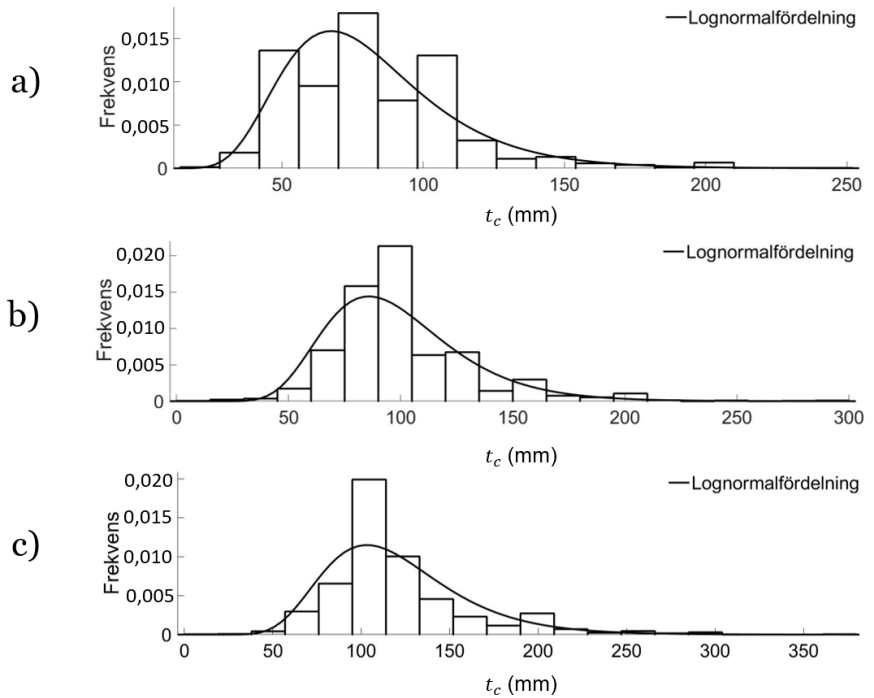 a)
Frekvens
0,015
0,010
0,005
0
Lognormalfördelning
50 100 150 200 250
t_c (mm)
b)
Frekvens
0,020
0,015
0,010
0,005
0
Lognormalfördelning
0 50 100 150 200 250 300
t_c (mm)
c)
Frekvens
0,020
0,015
0,010
0,005
0
Lognormalfördelning
0 50 100 150 200 250 300 350
t_c (mm)